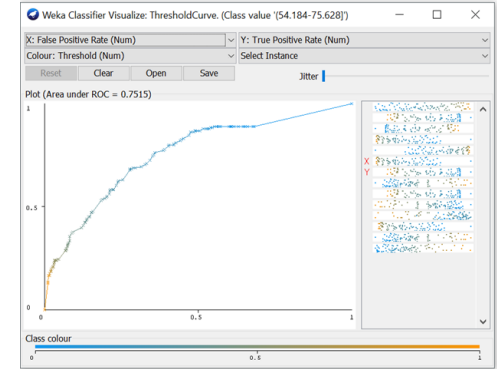 Weka Classifier Visualize: ThresholdCurve. (Class value '(54.184-75.628]')
X: False Positive Rate (Num)
Y: True Positive Rate (Num)
Colour: Threshold (Num)
Select Instance
Reset Clear Open Save
Jitter
Plot (Area under ROC = 0.7515)
1
X
Y
0.5
0
0 0.5 1
Class colour
0 0.5 1